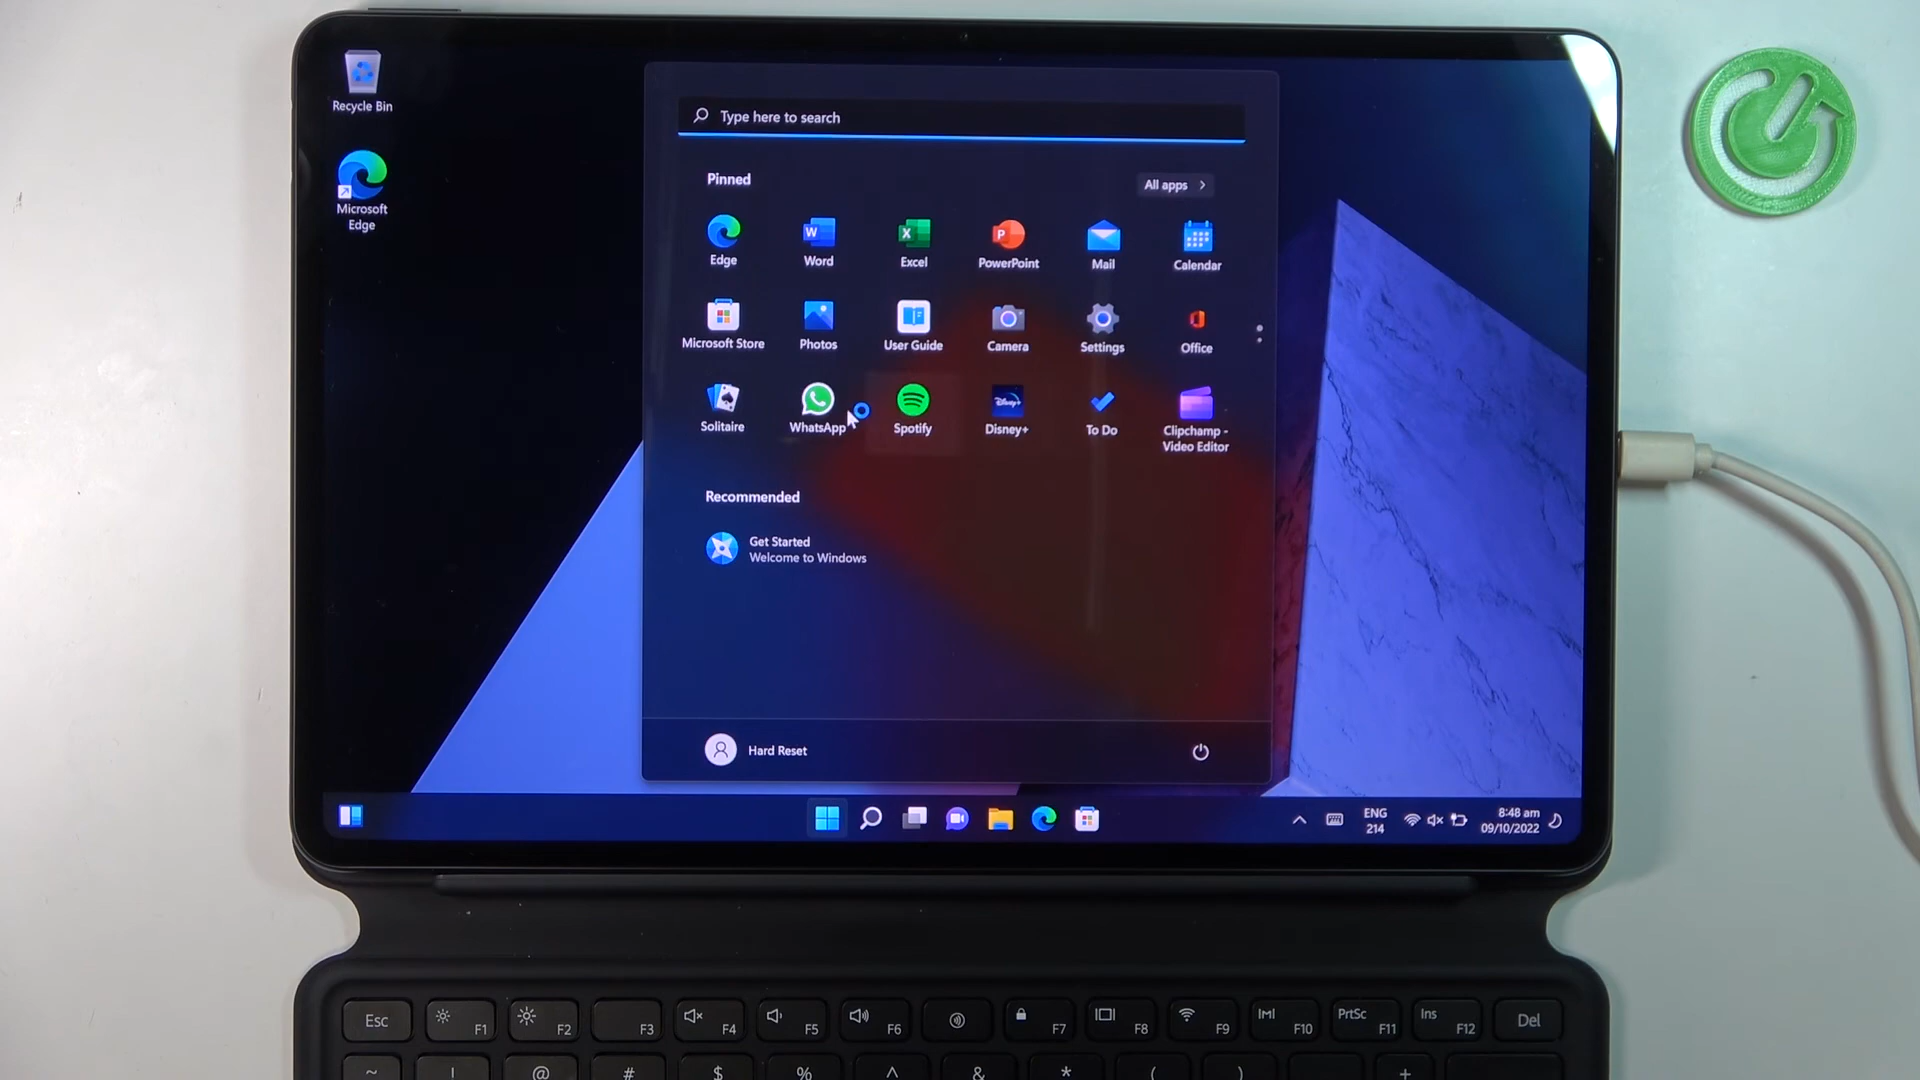 Recycle Bin
Microsoft
Edge
Type here to search
Pinned
All apps
Edge
Word
Excel
PowerPoint
Mail
Calendar
Microsoft Store
Photos
User Guide
Camera
Settings
Office
Solitaire
WhatsApp
Spotify
Disney+
To Do
Clipchamp -
Video Editor
Recommended
Get Started
Welcome to Windows
Hard Reset
ENG
214
8:48 am
09/10/2022
Esc
F1
F2
F3
F4
F5
F6
F7
F8
F9
F10
PrtSc
F11
Ins
F12
Del
~
!
@
#
$
%
^
&
*
(
)
+